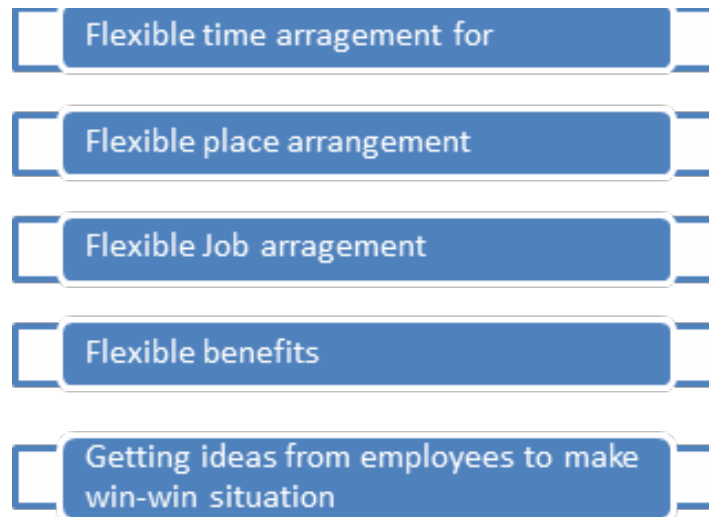 Flexible time arragement for
Flexible place arrangement
Flexible Job arragement
Flexible benefits
Getting ideas from employees to make
win-win situation